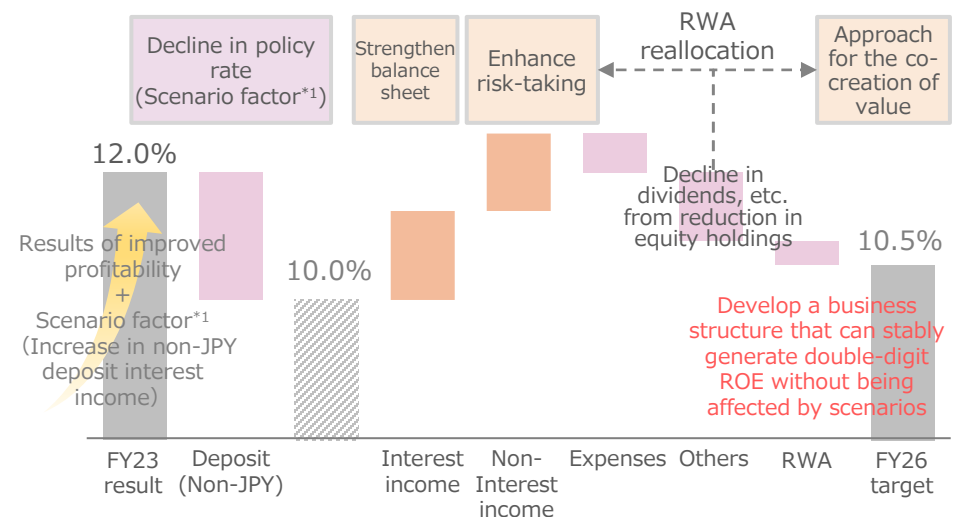 Decline in policy
rate
(Scenario factor*1)
Strengthen
balance
sheet
Enhance
risk-taking
RWA
reallocation
Approach
for the co-
creation of
value
12.0%
Results of improved
profitability
+
Scenario factor*1
(Increase in non-JPY
deposit interest
income)
10.0%
Decline in
dividends, etc.
from reduction in
equity holdings
10.5%
Develop a business
structure that can stably
generate double-digit
ROE without being
affected by scenarios
FY23
result
Deposit
(Non-JPY)
Interest
income
Non-
Interest
income
Expenses
Others
RWA
FY26
target